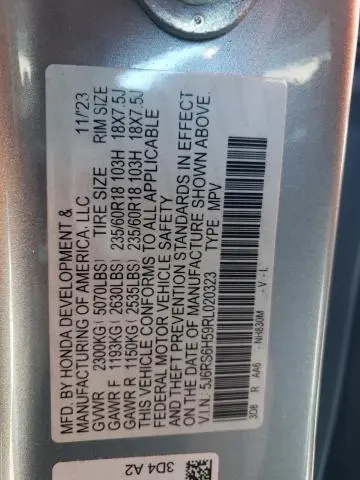 MFD. BY HONDA DEVELOPMENT &
MANUFACTURING OF AMERICA, LLC 11/23
TIRE SIZE RIM SIZE
GVWR 2300KG( 5070LBS) 235/60R18 103H 18X7.5J
GAWR F 1193KG( 2630LBS) 235/60R18 103H 18X7.5J
GAWR R 1150KG( 2535LBS)
THIS VEHICLE CONFORMS TO ALL APPLICABLE
FEDERAL MOTOR VEHICLE SAFETY
AND THEFT PREVENTION STANDARDS IN EFFECT
ON THE DATE OF MANUFACTURE SHOWN ABOVE.
V.I.N.: 5J6RS6H59RL020323 TYPE: MPV
3D8 R AA6 -NH830M -V-L
3D4 A2